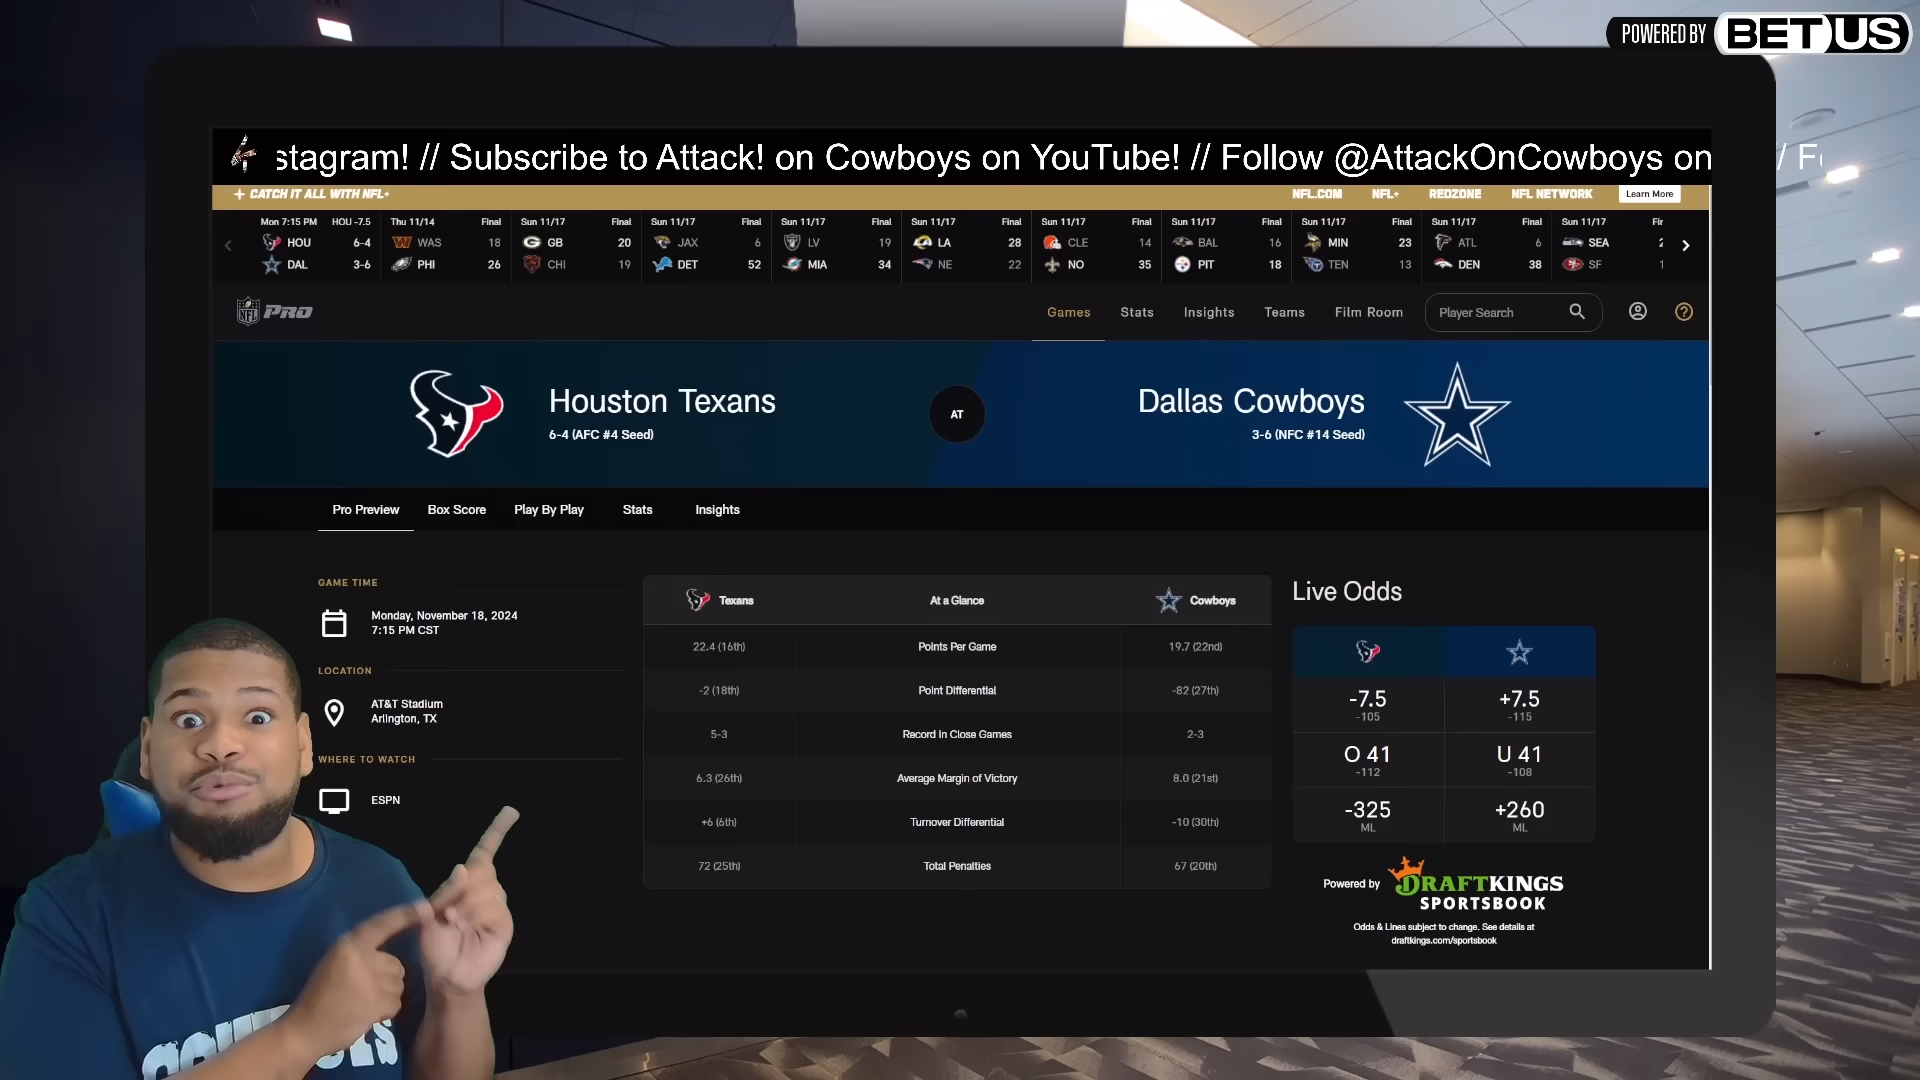 POWERED BY BETUS
stagram! // Subscribe to Attack! on Cowboys on YouTube! // Follow @AttackOnCowboys on
+ CATCH IT ALL WITH NFL+ NFL.COM NFL+ REDZONE NFL NETWORK Learn More
Mon 7:15 PM HOU -7.5 Thu 11/14 Final Sun 11/17 Final Sun 11/17 Final Sun 11/17 Final Sun 11/17 Final Sun 11/17 Final Sun 11/17 Final Sun 11/17 Final Sun 11/17 Final Sun 11/17
HOU 6-4 WAS 18 GB 20 JAX 6 LV 19 LA 28 CLE 14 BAL 16 MIN 23 ATL 6 SEA
DAL 3-6 PHI 26 CHI 19 DET 52 MIA 34 NE 22 NO 35 PIT 18 TEN 13 DEN 38 SF
NFL PRO Games Stats Insights Teams Film Room Player Search
Houston Texans AT Dallas Cowboys
6-4 (AFC #4 Seed) 3-6 (NFC #14 Seed)
Pro Preview Box Score Play By Play Stats Insights
GAME TIME
Monday, November 18, 2024
7:15 PM CST
LOCATION
AT&T Stadium
Arlington, TX
WHERE TO WATCH
ESPN
Texans At a Glance Cowboys
22.4 (16th) Points Per Game 19.7 (22nd)
-2 (18th) Point Differential -82 (27th)
5-3 Record in Close Games 2-3
6.3 (26th) Average Margin of Victory 8.0 (21st)
+6 (6th) Turnover Differential -10 (30th)
72 (25th) Total Penalties 67 (20th)
Live Odds
-7.5 +7.5
-105 -115
O 41 U 41
-112 -108
-325 +260
ML ML
Powered by DRAFTKINGS
SPORTSBOOK
Odds & Lines subject to change. See details at
draftkings.com/sportsbook